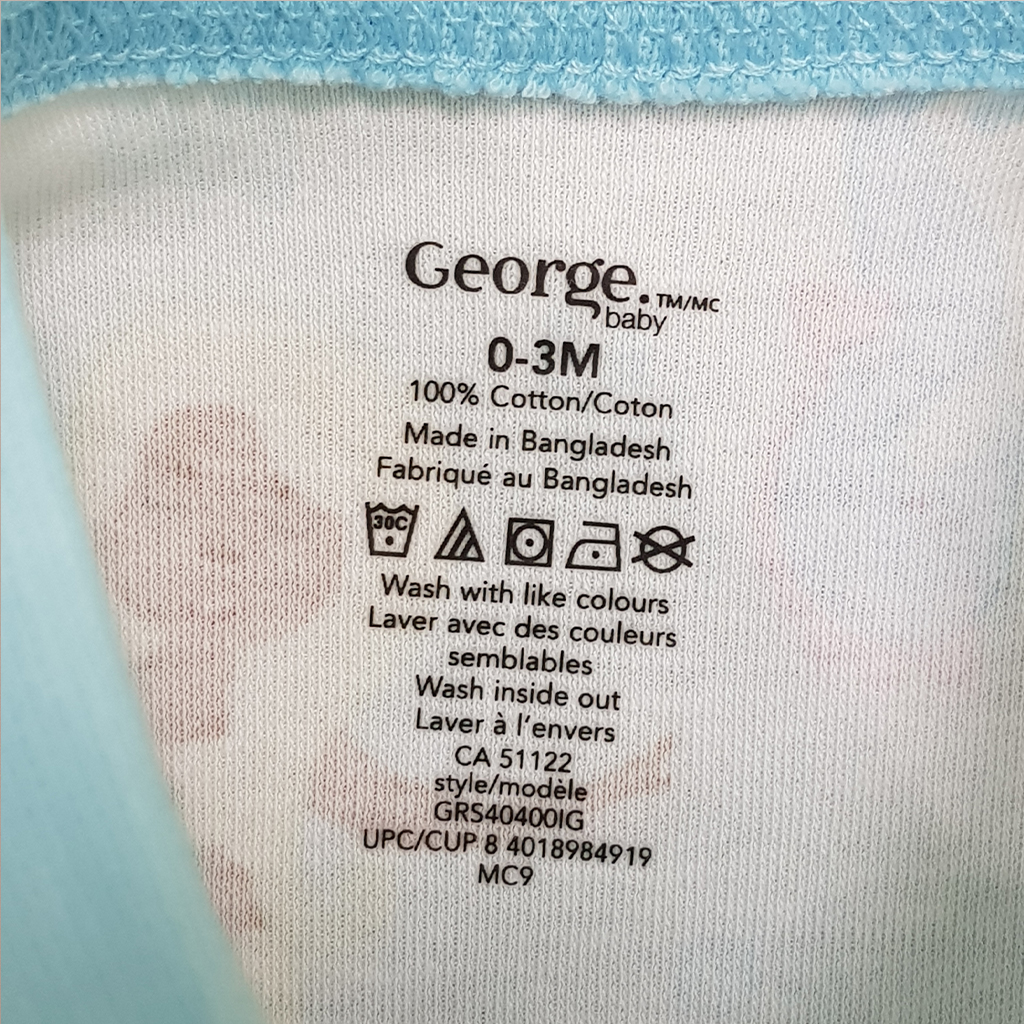 George.TM/MC
baby
0-3M
100% Cotton/Coton
Made in Bangladesh
Fabriqué au Bangladesh
30C
Wash with like colours
Laver avec des couleurs
semblables
Wash inside out
Laver à l'envers
CA 51122
style/modèle
GRS40400IG
UPC/CUP 8 4018984919
MC9